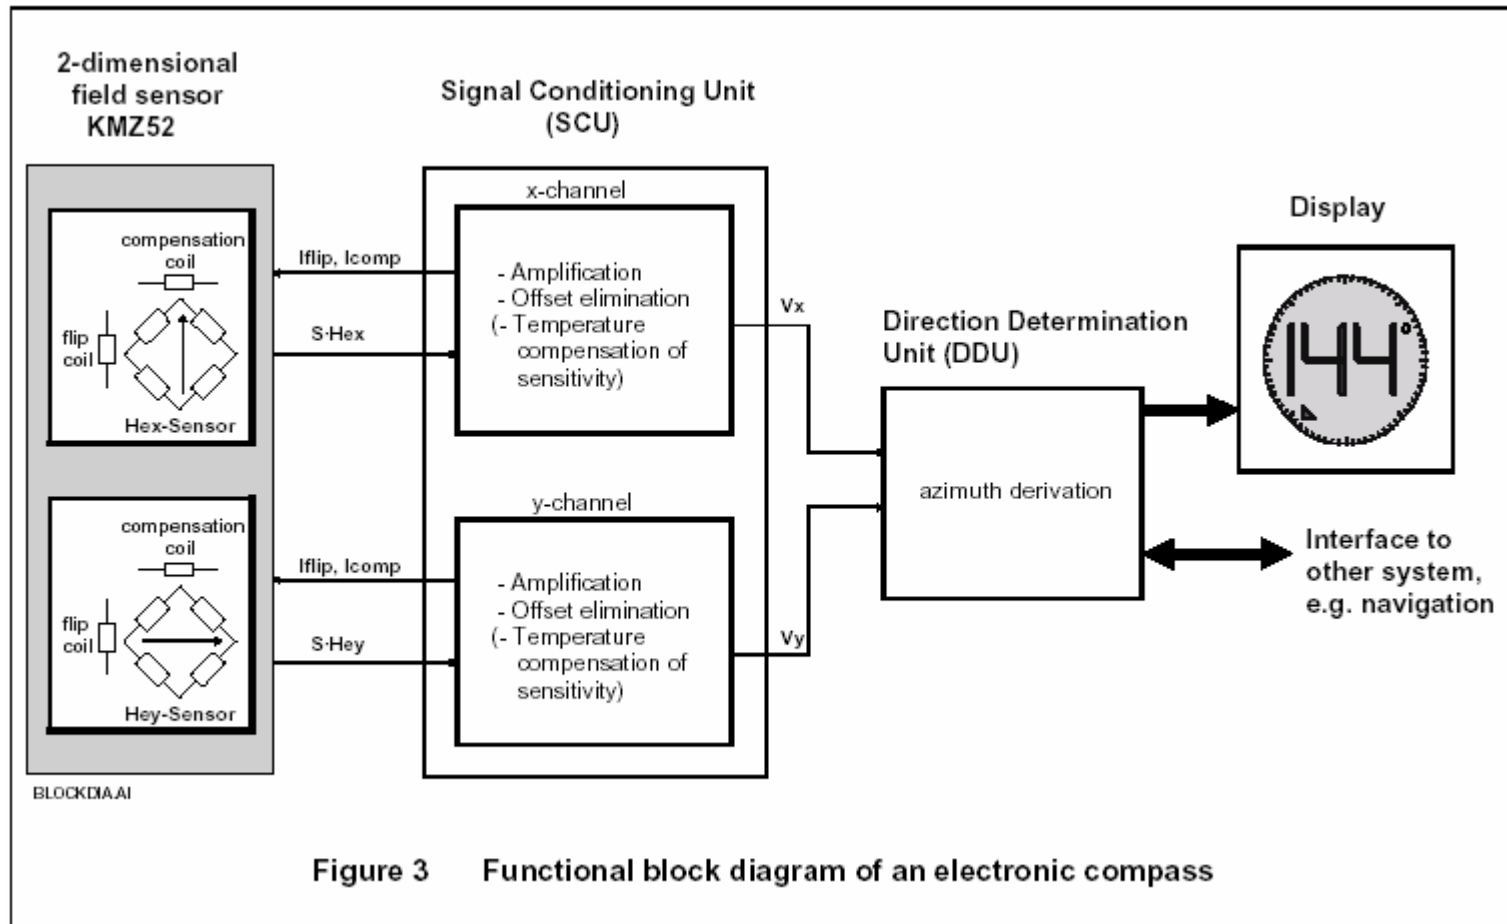 2-dimensional
field sensor
KMZ52
compensation
coil
flip
coil
Hex-Sensor
compensation
coil
flip
coil
Hey-Sensor
BLOCKDIA.AI
Iflip, Icomp
S·Hex
Iflip, Icomp
S·Hey
Signal Conditioning Unit
(SCU)
x-channel
- Amplification
- Offset elimination
(- Temperature
compensation of
sensitivity)
y-channel
- Amplification
- Offset elimination
(- Temperature
compensation of
sensitivity)
Vx
Vy
Direction Determination
Unit (DDU)
azimuth derivation
Display
144°
Interface to
other system,
e.g. navigation
Figure 3 Functional block diagram of an electronic compass